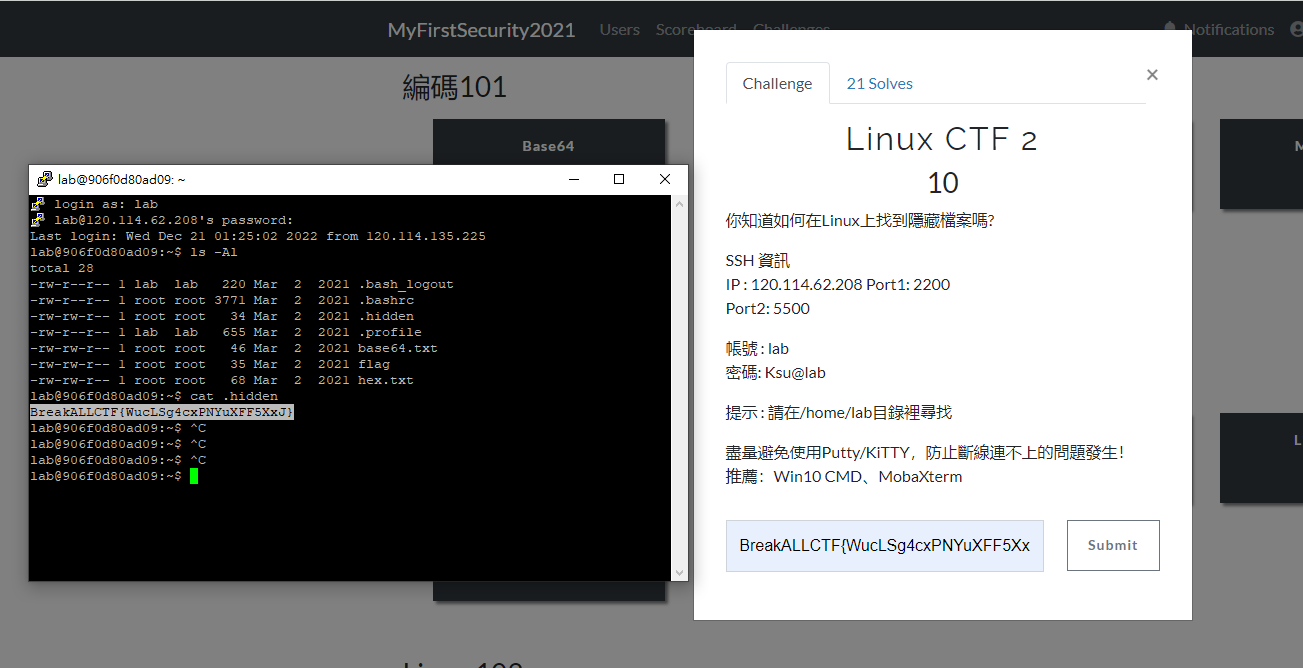 MyFirstSecurity2021 Users Scoreboard Challenges Notifications
編碼101
Base64
lab@906f0d80ad09: ~
login as: lab
lab@120.114.62.208's password:
Last login: Wed Dec 21 01:25:02 2022 from 120.114.135.225
lab@906f0d80ad09:~$ ls -Al
total 28
-rw-r--r-- 1 lab  lab   220 Mar  2  2021 .bash_logout
-rw-r--r-- 1 root root 3771 Mar  2  2021 .bashrc
-rw-rw-r-- 1 root root   34 Mar  2  2021 .hidden
-rw-r--r-- 1 lab  lab   655 Mar  2  2021 .profile
-rw-rw-r-- 1 root root   46 Mar  2  2021 base64.txt
-rw-rw-r-- 1 root root   35 Mar  2  2021 flag
-rw-rw-r-- 1 root root   68 Mar  2  2021 hex.txt
lab@906f0d80ad09:~$ cat .hidden
BreakALLCTF{WucLSg4cxPNYuXFF5XxJ}
lab@906f0d80ad09:~$ ^C
lab@906f0d80ad09:~$ ^C
lab@906f0d80ad09:~$ ^C
lab@906f0d80ad09:~$
Challenge
21 Solves
×
Linux CTF 2
10
你知道如何在Linux上找到隱藏檔案嗎?
SSH 資訊
IP : 120.114.62.208 Port1: 2200
Port2: 5500
帳號 : lab
密碼: Ksu@lab
提示 : 請在/home/lab目錄裡尋找
盡量避免使用Putty/KiTTY，防止斷線連不上的問題發生!
推薦：Win10 CMD、MobaXterm
BreakALLCTF{WucLSg4cxPNYuXFF5Xx
Submit
M
L